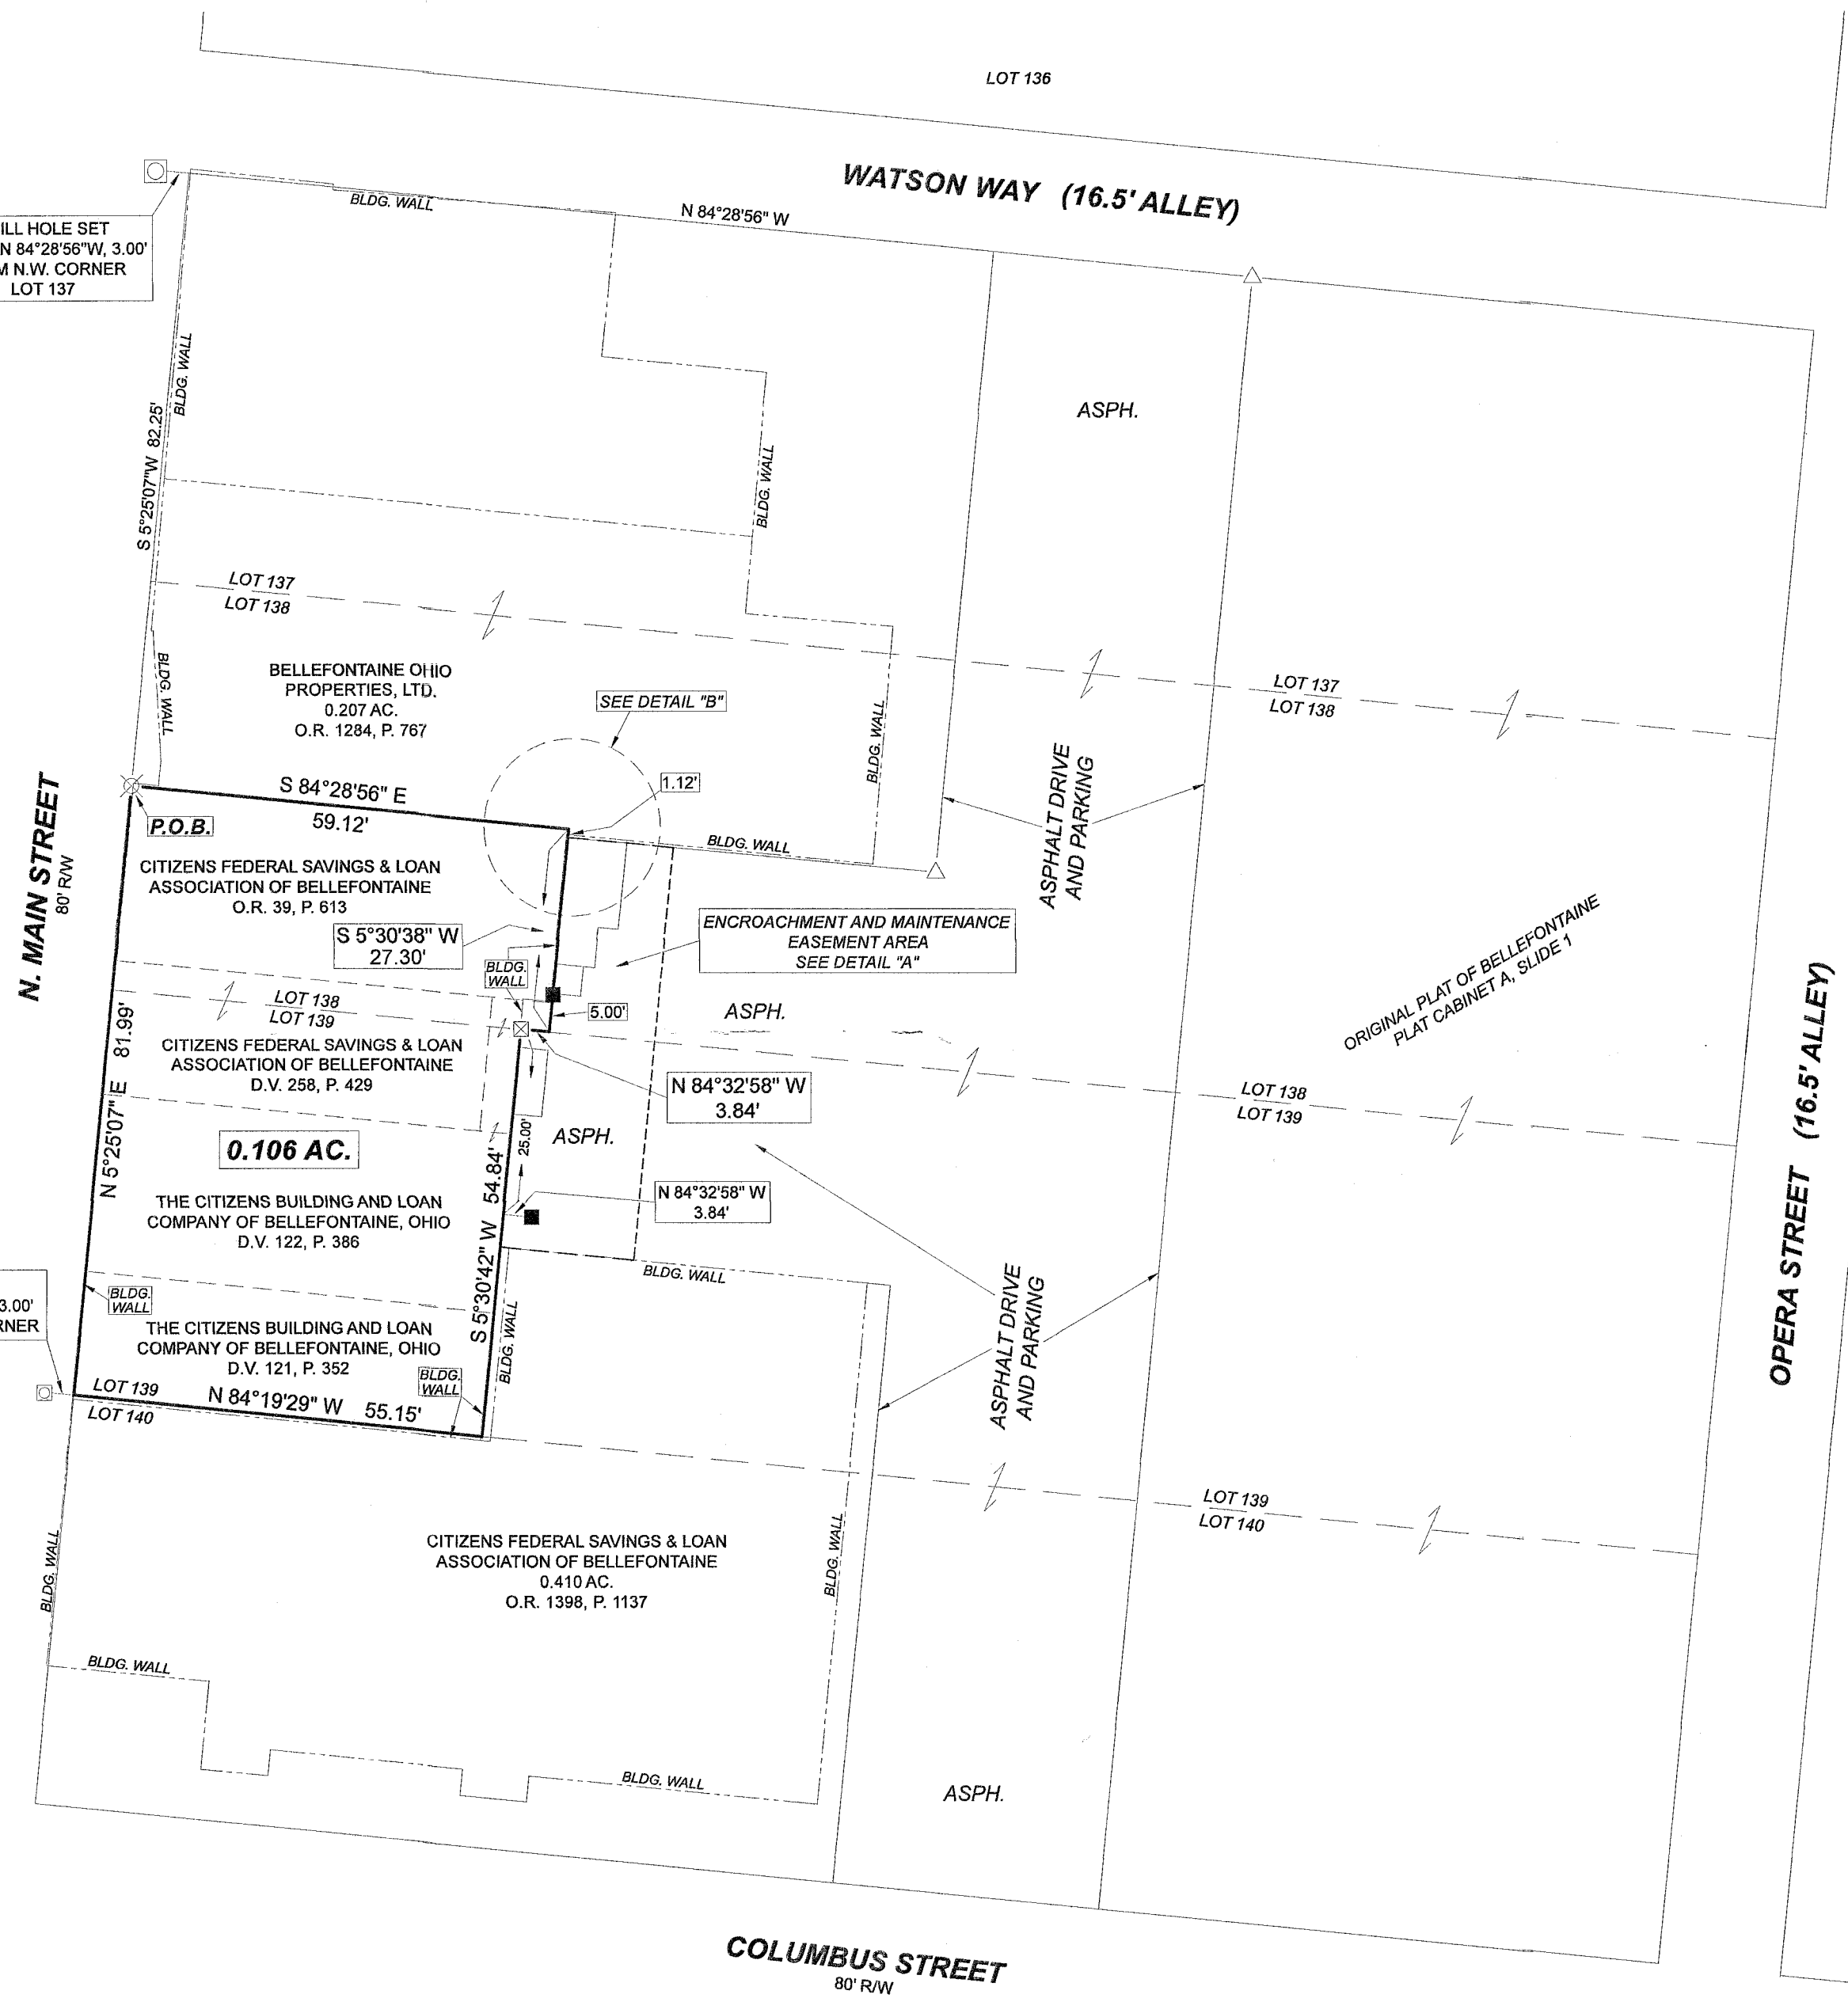 LOT 136
WATSON WAY (16.5' ALLEY)
BLDG. WALL
N 84°28'56" W
ILL HOLE SET
N 84°28'56"W, 3.00'
M N.W. CORNER
LOT 137
BLDG. WALL
S 5°25'07"W 82.25'
ASPH.
BLDG. WALL
LOT 137
LOT 138
BLDG. WALL
BELLEFONTAINE OHIO
PROPERTIES, LTD.
0.207 AC.
O.R. 1284, P. 767
SEE DETAIL "B"
BLDG. WALL
LOT 137
LOT 138
1.12'
S 84°28'56" E
59.12'
P.O.B.
BLDG. WALL
ASPHALT DRIVE
AND PARKING
N. MAIN STREET
80' R/W
CITIZENS FEDERAL SAVINGS & LOAN
ASSOCIATION OF BELLEFONTAINE
O.R. 39, P. 613
S 5°30'38" W
27.30'
BLDG.
WALL
ENCROACHMENT AND MAINTENANCE
EASEMENT AREA
SEE DETAIL "A"
ORIGINAL PLAT OF BELLEFONTAINE
PLAT CABINET A, SLIDE 1
OPERA STREET (16.5' ALLEY)
LOT 138
LOT 139
5.00'
ASPH.
N 5°25'07" E 81.99'
CITIZENS FEDERAL SAVINGS & LOAN
ASSOCIATION OF BELLEFONTAINE
D.V. 258, P. 429
N 84°32'58" W
3.84'
LOT 138
LOT 139
0.106 AC.
25.00'
ASPH.
S 5°30'42" W 54.84'
THE CITIZENS BUILDING AND LOAN
COMPANY OF BELLEFONTAINE, OHIO
D.V. 122, P. 386
N 84°32'58" W
3.84'
BLDG. WALL
BLDG.
WALL
3.00'
RNER
THE CITIZENS BUILDING AND LOAN
COMPANY OF BELLEFONTAINE, OHIO
D.V. 121, P. 352
BLDG. WALL
BLDG.
WALL
ASPHALT DRIVE
AND PARKING
LOT 139
LOT 140
N 84°19'29" W 55.15'
LOT 139
LOT 140
BLDG. WALL
CITIZENS FEDERAL SAVINGS & LOAN
ASSOCIATION OF BELLEFONTAINE
0.410 AC.
O.R. 1398, P. 1137
BLDG. WALL
BLDG. WALL
BLDG. WALL
ASPH.
COLUMBUS STREET
80' R/W